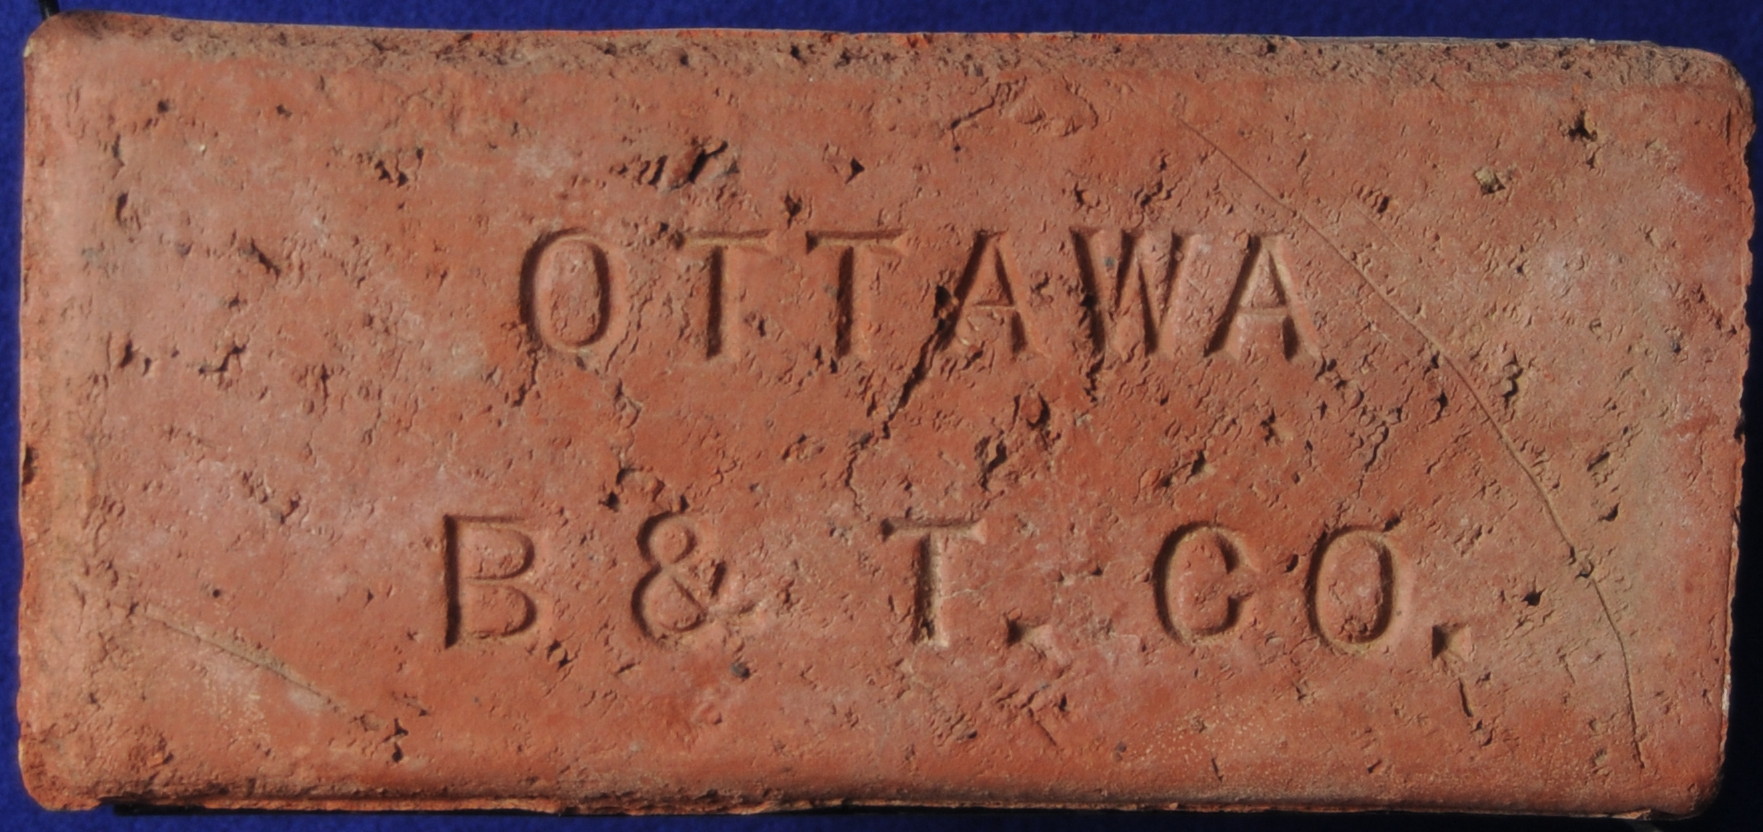 OTTAWA
B & T. CO.